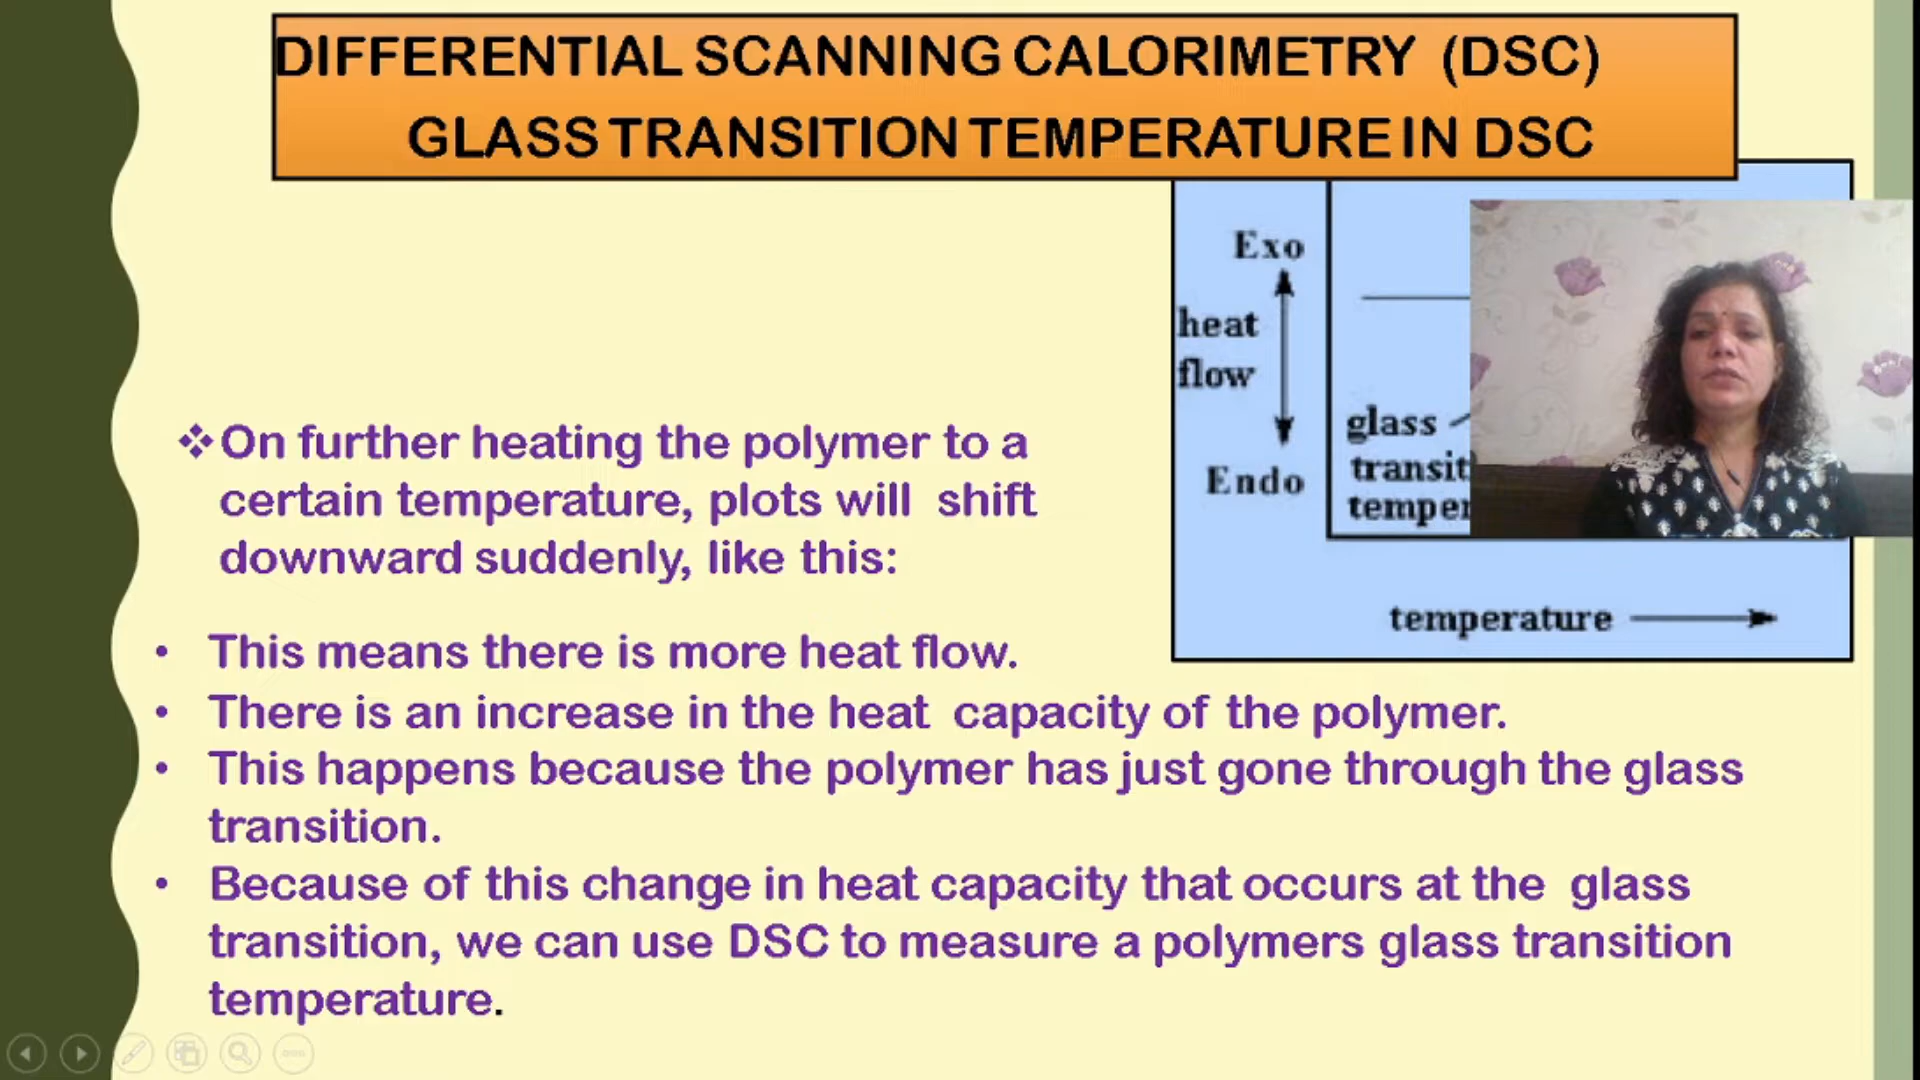 DIFFERENTIAL SCANNING CALORIMETRY (DSC)
GLASS TRANSITION TEMPERATURE IN DSC
Exo
heat
flow
Endo
glass
transit
temper
temperature
❖On further heating the polymer to a
certain temperature, plots will shift
downward suddenly, like this:
• This means there is more heat flow.
• There is an increase in the heat capacity of the polymer.
• This happens because the polymer has just gone through the glass
transition.
• Because of this change in heat capacity that occurs at the glass
transition, we can use DSC to measure a polymers glass transition
temperature.